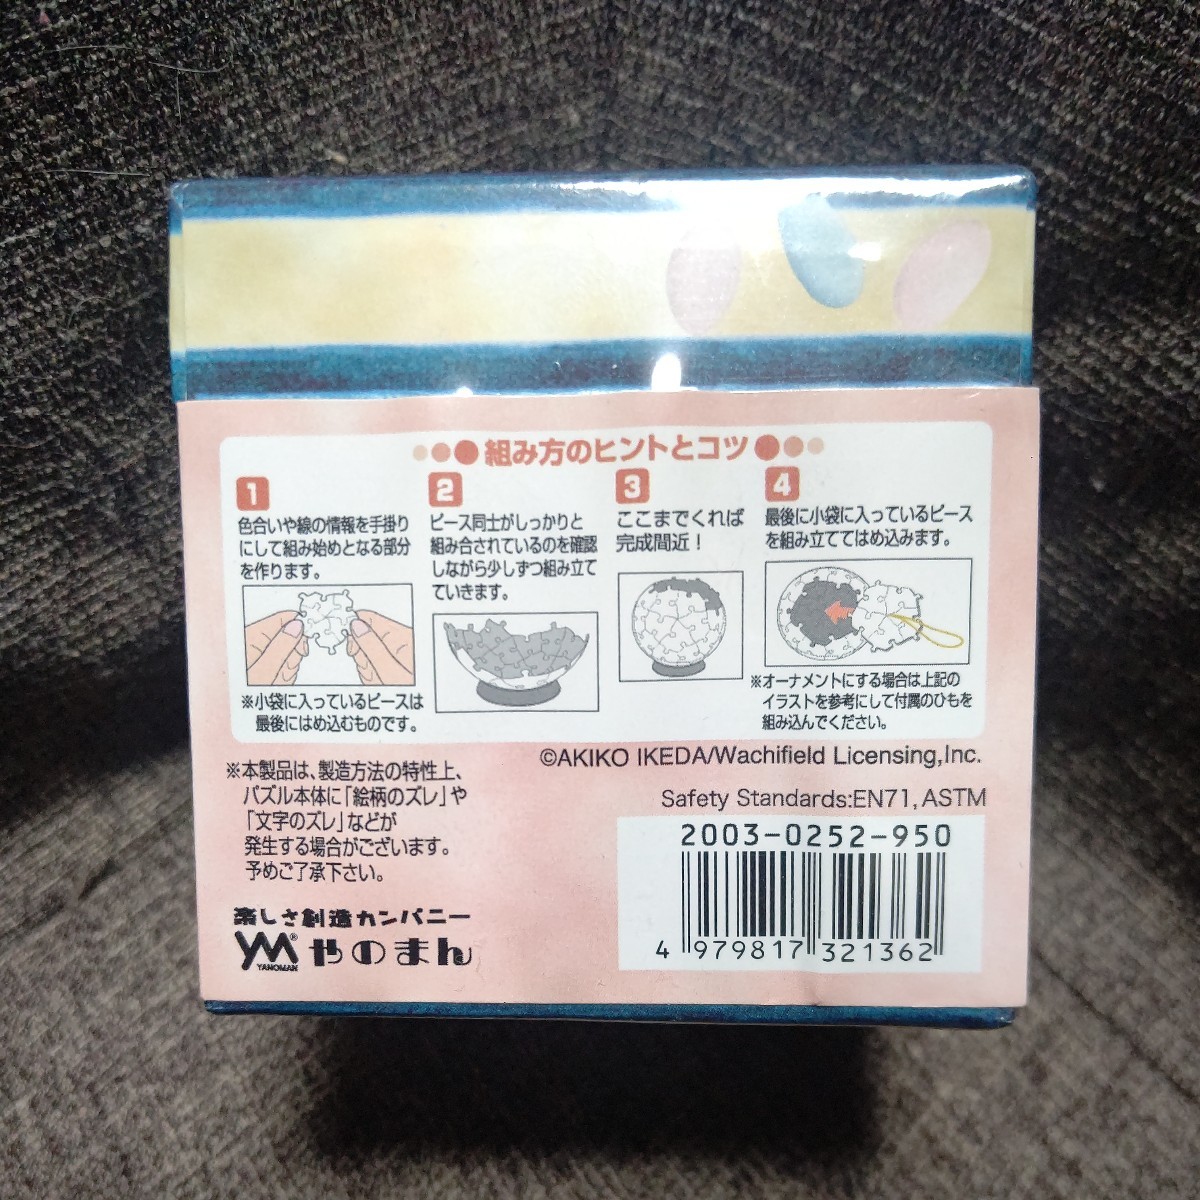 組み方のヒントとコツ
1
色合いや線の情報を手掛り
にして組み始めとなる部分
を作ります。
※小袋に入っているピースは
最後にはめ込むものです。
2
ピース同士がしっかりと
組み合されているのを確認
しながら少しずつ組み立て
ていきます。
3
ここまでくれば
完成間近！
4
最後に小袋に入っているピース
を組み立ててはめ込みます。
※オーナメントにする場合は上記の
イラストを参考にして付属のひもを
組み込んでください。
©AKIKO IKEDA/Wachifield Licensing,Inc.
※本製品は、製造方法の特性上、
パズル本体に「絵柄のズレ」や
「文字のズレ」などが
発生する場合がございます。
予めご了承下さい。
Safety Standards:EN71, ASTM
2003-0252-950
4 979817 321362
楽しさ創造カンパニー
YM® やのまん
YANOMAN